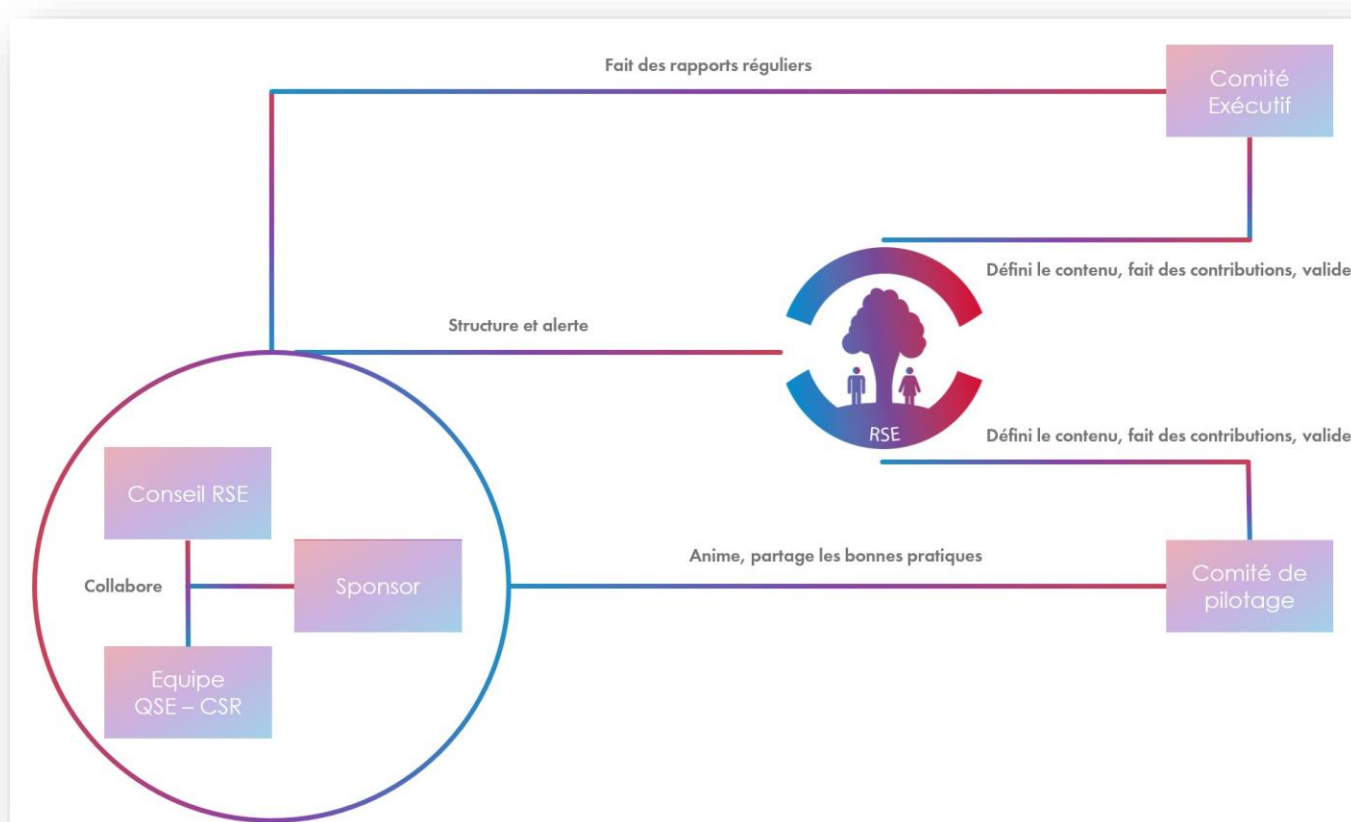 Fait des rapports réguliers
Comité
Exécutif
Défini le contenu, fait des contributions, valide
Structure et alerte
RSE
Défini le contenu, fait des contributions, valide
Conseil RSE
Anime, partage les bonnes pratiques
Collabore
Sponsor
Comité de
pilotage
Equipe
QSE – CSR